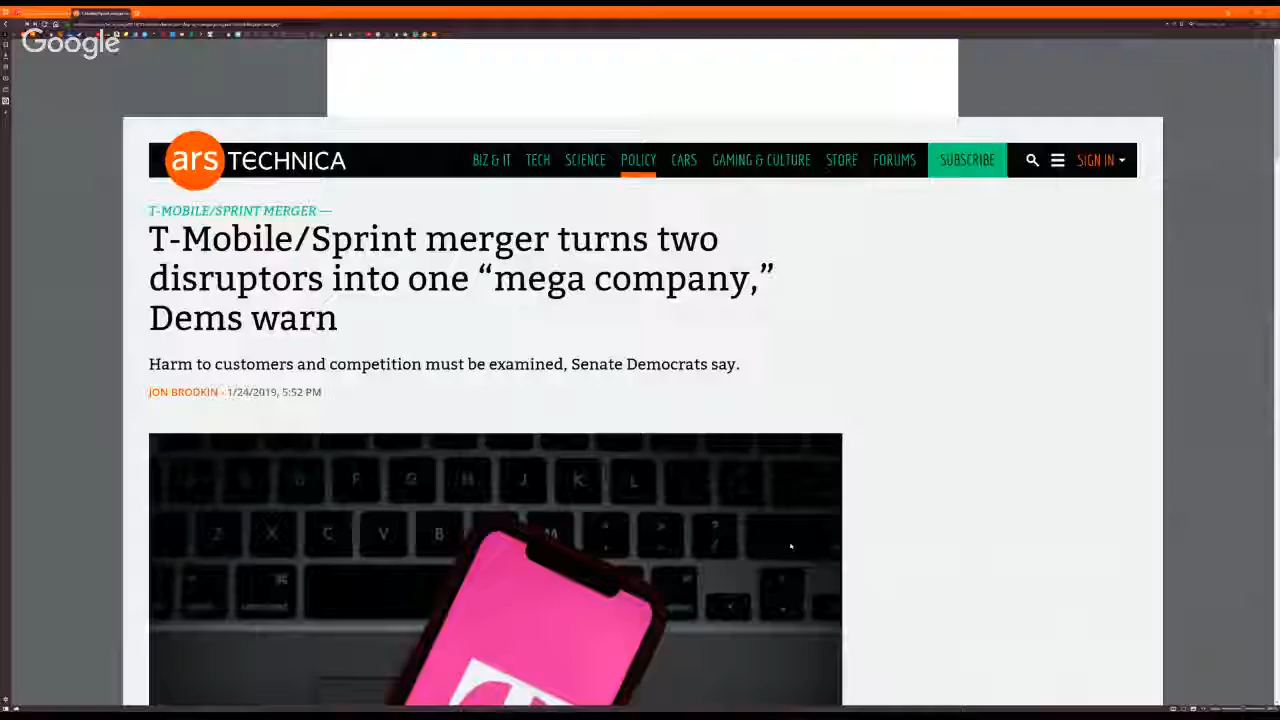 Google
ars TECHNICA
BIZ & IT TECH SCIENCE POLICY CARS GAMING & CULTURE STORE FORUMS SUBSCRIBE SIGN IN
T-MOBILE/SPRINT MERGER —
T-Mobile/Sprint merger turns two
disruptors into one “mega company,”
Dems warn
Harm to customers and competition must be examined, Senate Democrats say.
JON BRODKIN - 1/24/2019, 5:52 PM
F G H J K L
Z X C V B M